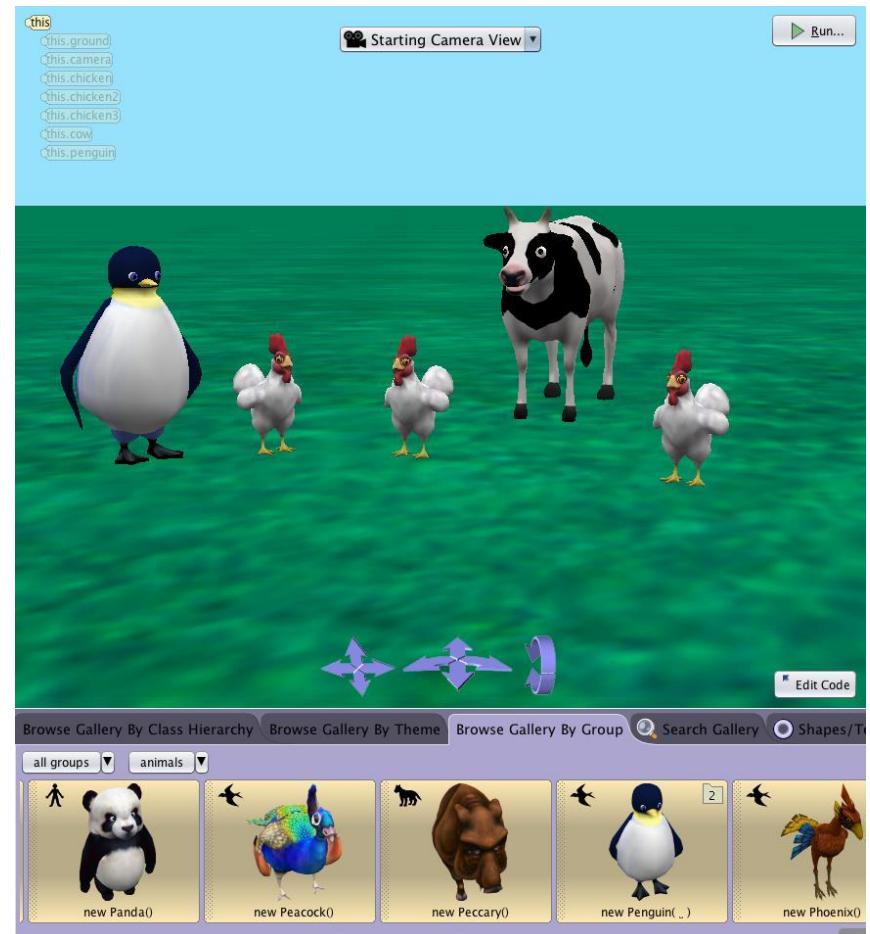 this
this.ground
this.camera
this.chicken
this.chicken2
this.chicken3
this.cow
this.penguin
Starting Camera View
Run...
Edit Code
Browse Gallery By Class Hierarchy Browse Gallery By Theme Browse Gallery By Group Search Gallery Shapes/Te
all groups animals
2
new Panda() new Peacock() new Peccary() new Penguin( _ ) new Phoenix()